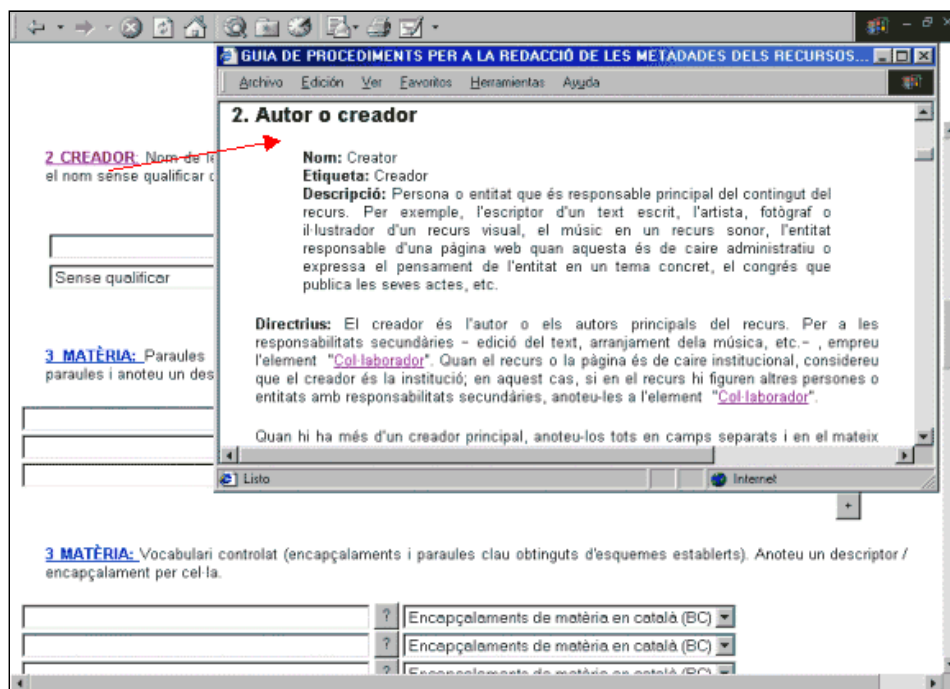 GUIA DE PROCEDIMENTS PER A LA REDACCIÓ DE LES METADADES DELS RECURSOS...
Archivo Edición Ver Favoritos Herramientas Ayuda
2. Autor o creador
Nom: Creator
Etiqueta: Creador
Descripció: Persona o entitat que és responsable principal del contingut del
recurs. Per exemple, l'escriptor d'un text escrit, l'artista, fotògraf o
il·lustrador d'un recurs visual, el músic en un recurs sonor, l'entitat
responsable d'una pàgina web quan aquesta és de caire administratiu o
expressa el pensament de l'entitat en un tema concret, el congrés que
publica les seves actes, etc.
Directrius: El creador és l'autor o els autors principals del recurs. Per a les
responsabilitats secundàries - edició del text, arranjament dela música, etc.- , empreu
l'element "Col·laborador". Quan el recurs o la pàgina és de caire institucional, considereu
que el creador és la institució; en aquest cas, si en el recurs hi figuren altres persones o
entitats amb responsabilitats secundàries, anoteu-les a l'element "Col·laborador".
Quan hi ha més d'un creador principal, anoteu-los tots en camps separats i en el mateix
Listo
Internet
2 CREADOR: Nom de l
el nom sense qualificar
Sense qualificar
3 MATÈRIA: Paraules
paraules i anoteu un des
+
3 MATÈRIA: Vocabulari controlat (encapçalaments i paraules clau obtinguts d'esquemes establerts). Anoteu un descriptor /
encapçalament per cel·la.
? Encapçalaments de matèria en català (BC)
? Encapçalaments de matèria en català (BC)
? Encapçalaments de matèria en català (BC)